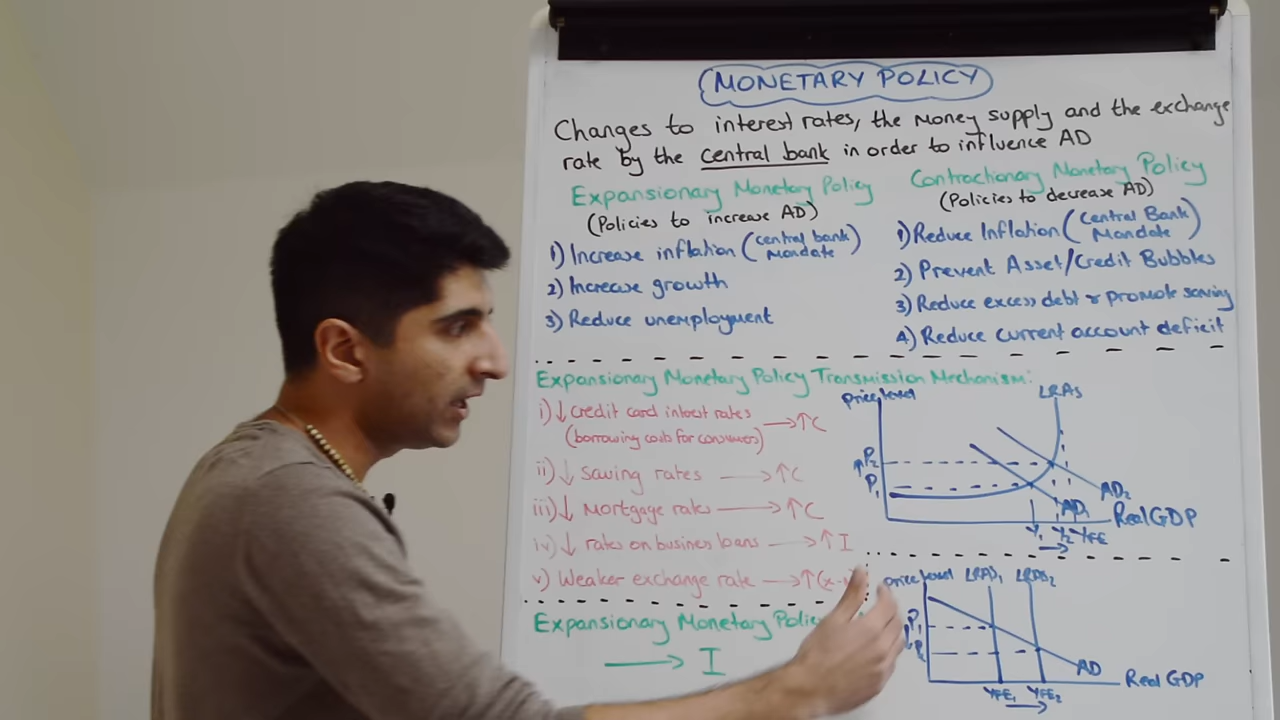 MONETARY POLICY
Changes to interest rates, the money supply and the exchange
rate by the central bank in order to influence AD
Expansionary Monetary Policy
(Policies to increase AD)
1) Increase inflation (central bank
Mandate)
2) Increase growth
3) Reduce unemployment
Contractionary Monetary Policy
(Policies to decrease AD)
1) Reduce Inflation (Central Bank
Mandate)
2) Prevent Asset/Credit Bubbles
3) Reduce excess debt & promote saving
4) Reduce current account deficit
Expansionary Monetary Policy Transmission Mechanism:
i) ↓ credit card interest rates → ↑C
(borrowing costs for consumers)
ii) ↓ saving rates → ↑C
iii) ↓ Mortgage rates → ↑C
iv) ↓ rates on business loans → ↑ I
v) Weaker exchange rate → ↑(x-
Price level
LRAS
↑P2
P1
AD2
AD1
Real GDP
Y1 Y2 YFE
→
Expansionary Monetary Policy
→ I
Price level LRAS1 LRAS2
P1
P2
AD
Real GDP
YFE1 YFE2
→